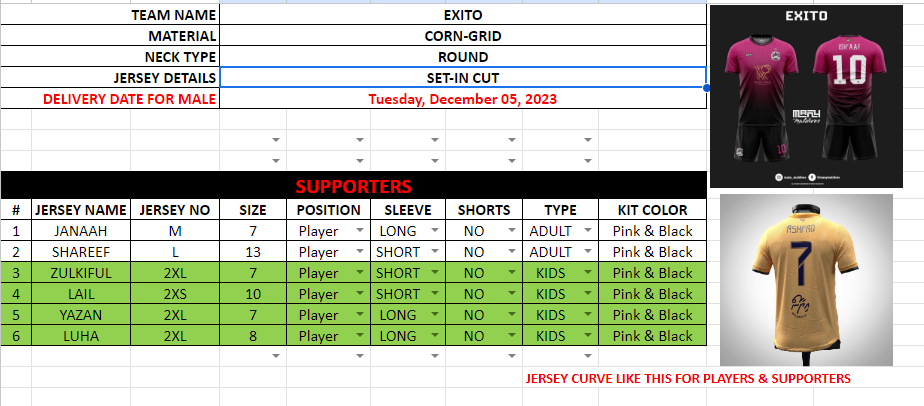 TEAM NAME EXITO
MATERIAL CORN-GRID
NECK TYPE ROUND
JERSEY DETAILS SET-IN CUT
DELIVERY DATE FOR MALE Tuesday, December 05, 2023
SUPPORTERS
# JERSEY NAME JERSEY NO SIZE POSITION SLEEVE SHORTS TYPE KIT COLOR
1 JANAAH M 7 Player LONG NO ADULT Pink & Black
2 SHAREEF L 13 Player SHORT NO ADULT Pink & Black
3 ZULKIFUL 2XL 7 Player SHORT NO KIDS Pink & Black
4 LAIL 2XS 10 Player SHORT NO KIDS Pink & Black
5 YAZAN 2XL 7 Player LONG NO KIDS Pink & Black
6 LUHA 2XL 8 Player LONG NO KIDS Pink & Black
EXITO
10
10
7
JERSEY CURVE LIKE THIS FOR PLAYERS & SUPPORTERS